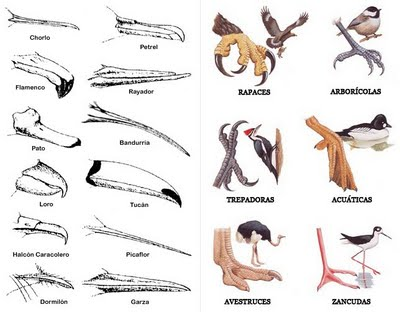 Chorlo
Petrel
Flamenco
Rayador
Pato
Bandurria
Loro
Tucán
Halcón Caracolero
Picaflor
Dormilón
Garza
RAPACES
ARBORÍCOLAS
TREPADORAS
ACUÁTICAS
AVESTRUCES
ZANCUDAS